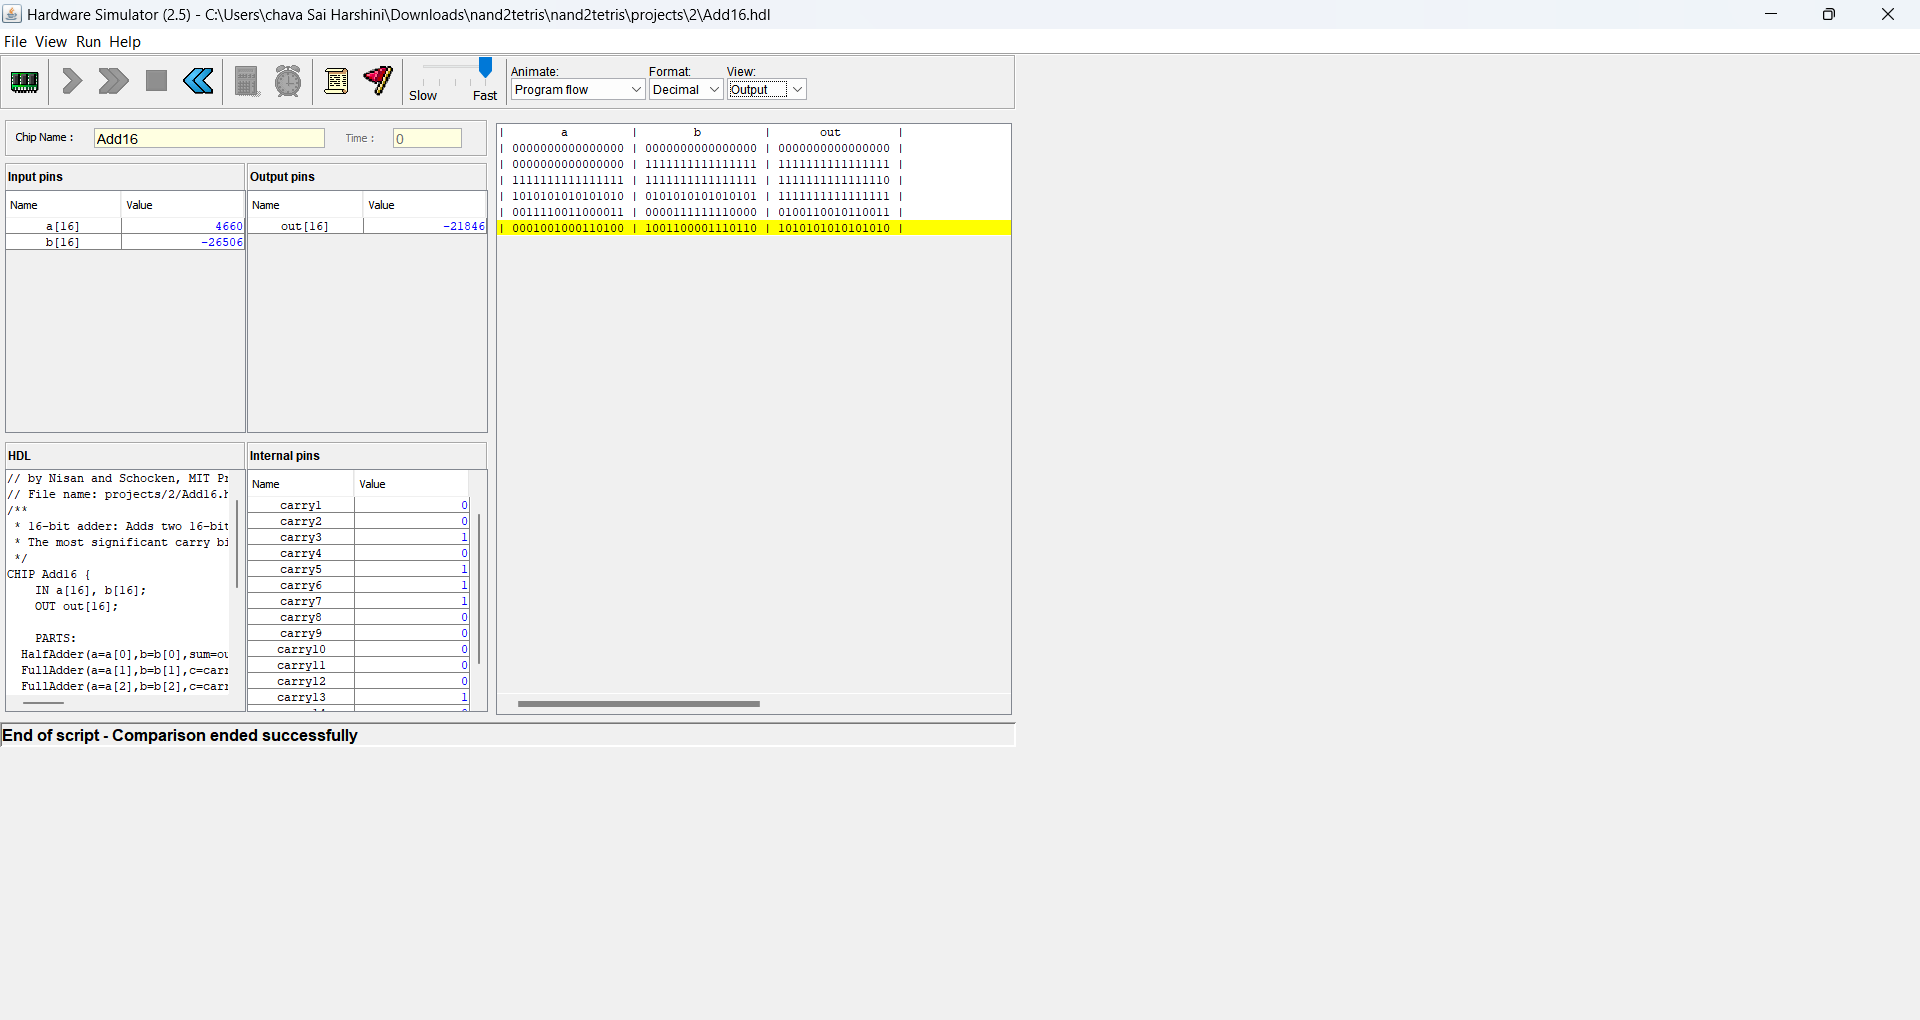 Hardware Simulator (2.5) - C:\Users\chava Sai Harshini\Downloads\nand2tetris\nand2tetris\projects\2\Add16.hdl
File View Run Help
Slow Fast
Animate:
Program flow
Format:
Decimal
View:
Output
Chip Name : Add16 Time : 0
Input pins
Name Value
a[16] 4660
b[16] -26506
Output pins
Name Value
out[16] -21846
| a | b | out |
| 0000000000000000 | 0000000000000000 | 0000000000000000 |
| 0000000000000000 | 1111111111111111 | 1111111111111111 |
| 1111111111111111 | 1111111111111111 | 1111111111111110 |
| 1010101010101010 | 0101010101010101 | 1111111111111111 |
| 0011110011000011 | 0000111111110000 | 0100110010110011 |
| 0001001000110100 | 1001100001110110 | 1010101010101010 |
HDL
// by Nisan and Schocken, MIT Pr
// File name: projects/2/Add16.h
/**
* 16-bit adder: Adds two 16-bit
* The most significant carry bi
*/
CHIP Add16 {
IN a[16], b[16];
OUT out[16];
PARTS:
HalfAdder(a=a[0],b=b[0],sum=ou
FullAdder(a=a[1],b=b[1],c=carr
FullAdder(a=a[2],b=b[2],c=carr
Internal pins
Name Value
carry1 0
carry2 0
carry3 1
carry4 0
carry5 1
carry6 1
carry7 1
carry8 0
carry9 0
carry10 0
carry11 0
carry12 0
carry13 1
End of script - Comparison ended successfully